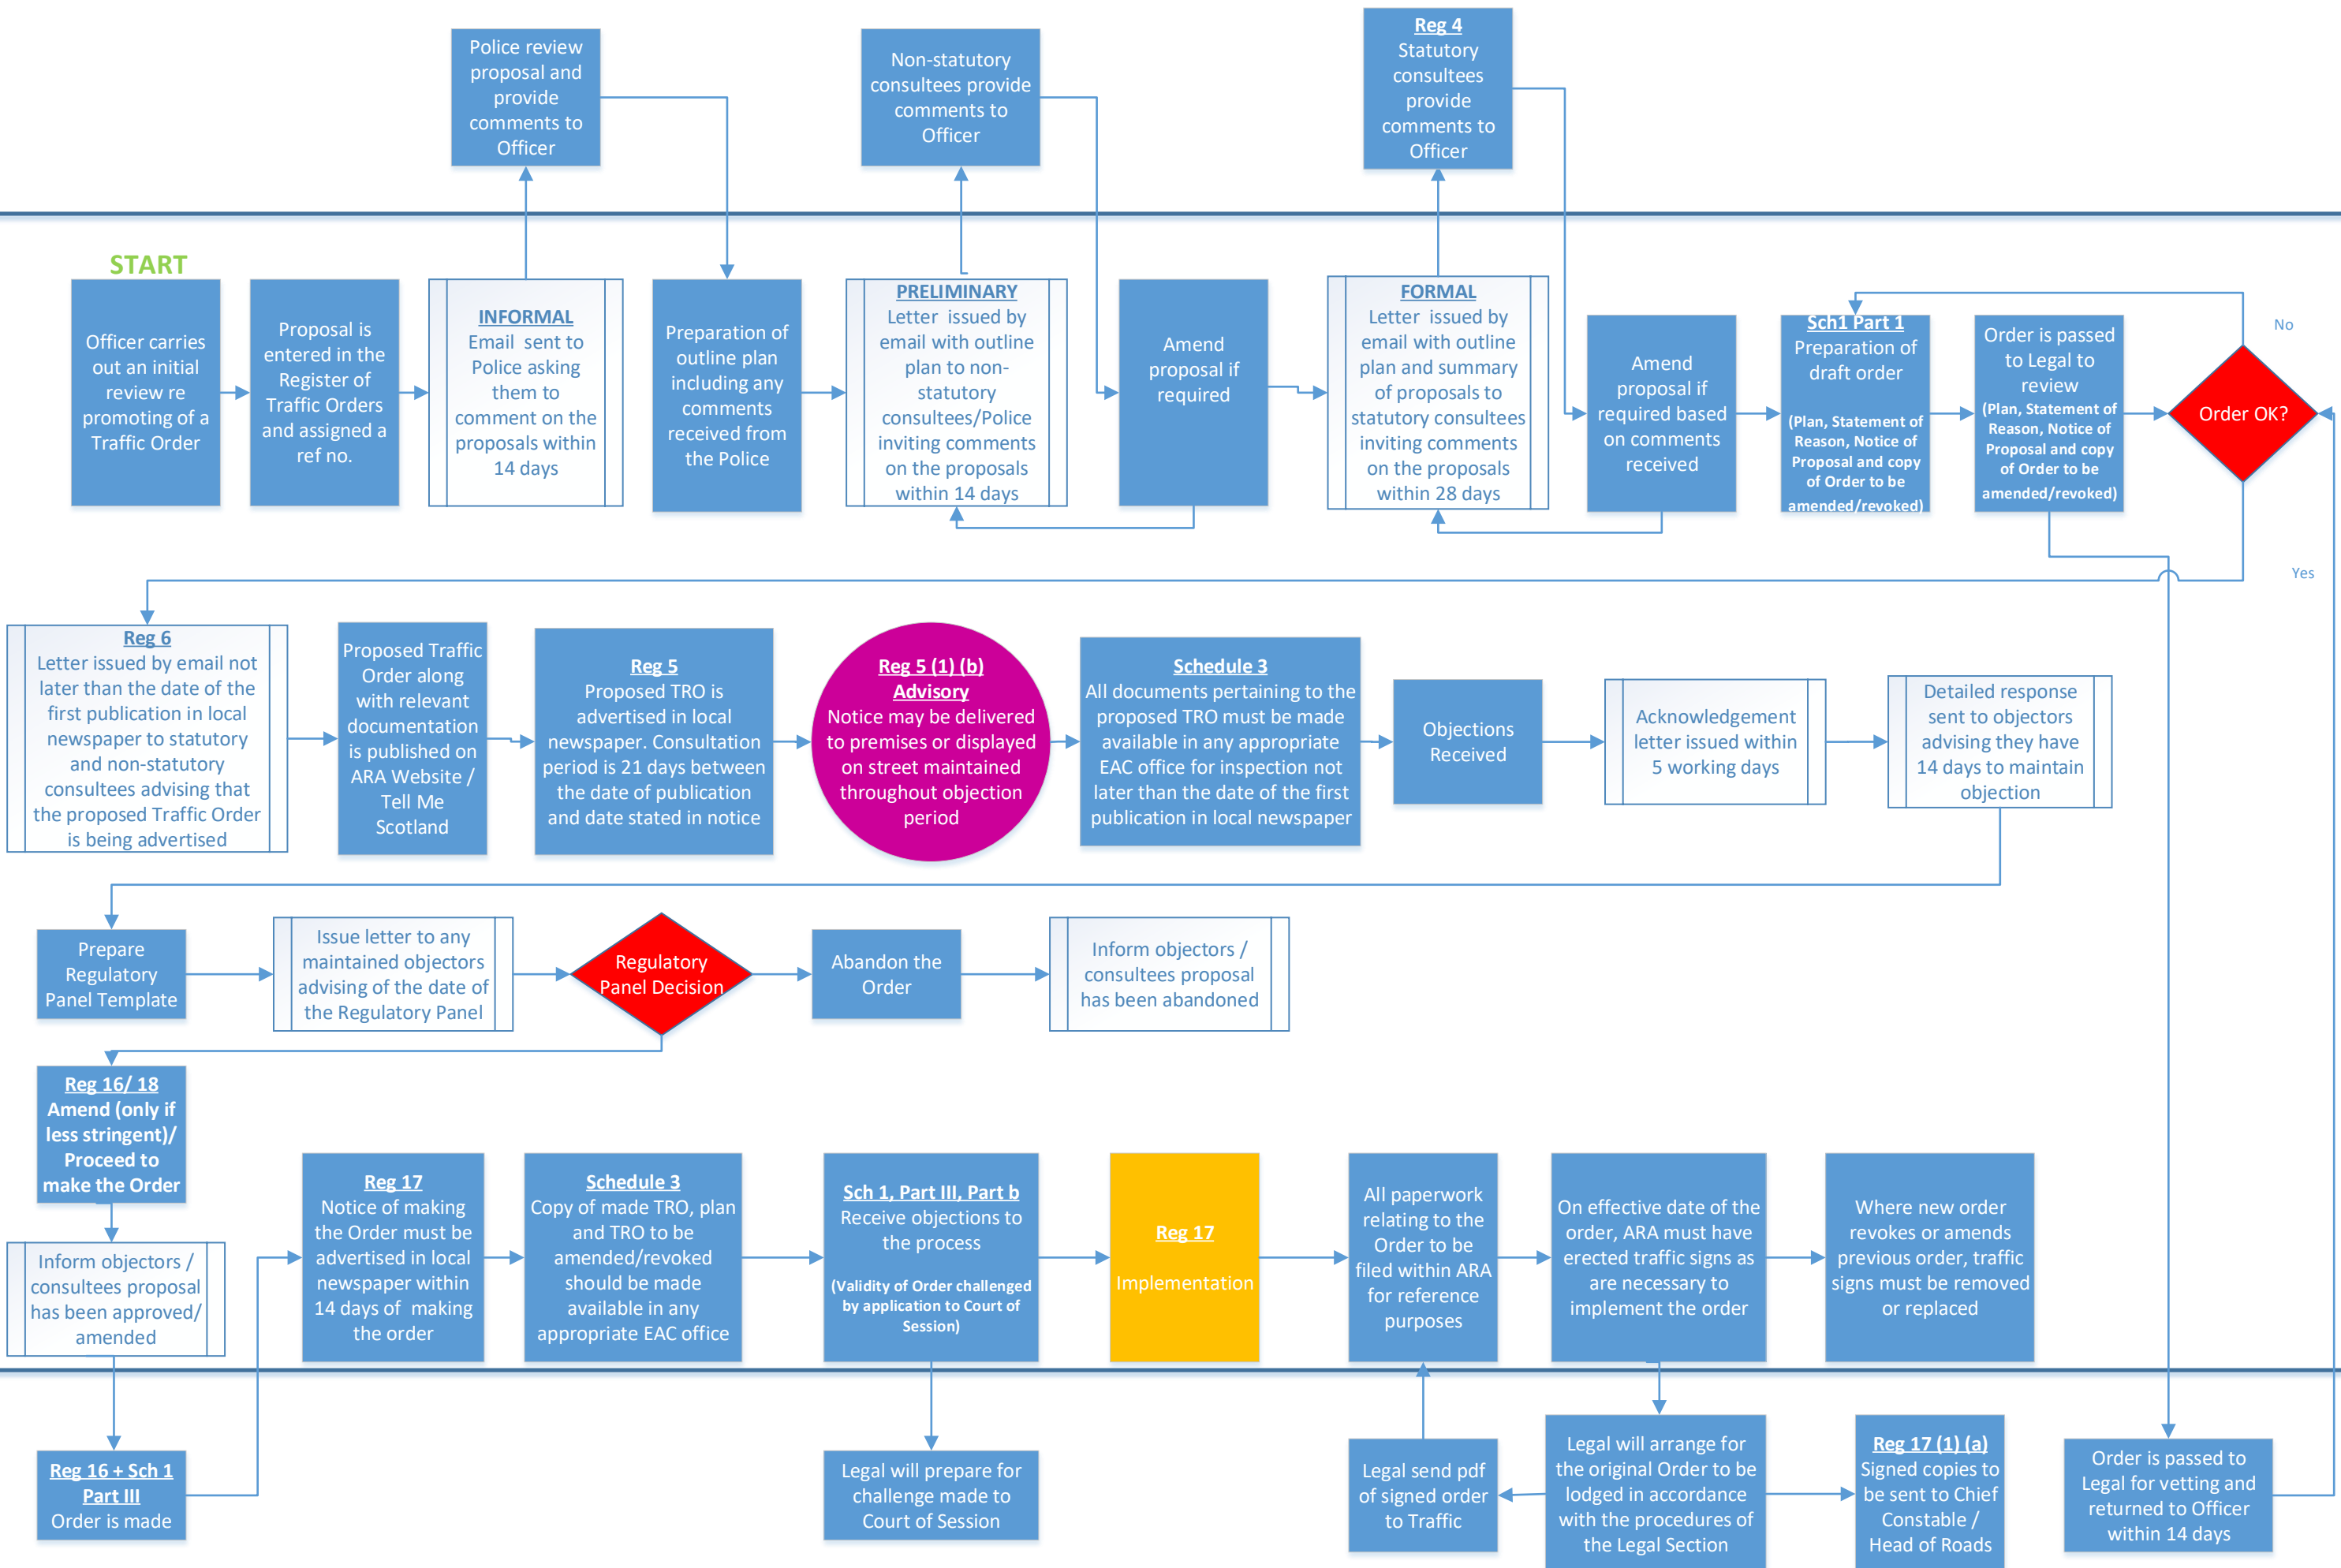 Police review
proposal and
provide
comments to
Officer
Non-statutory
consultees provide
comments to
Officer
Reg 4
Statutory
consultees
provide
comments to
Officer
START
Officer carries
out an initial
review re
promoting of a
Traffic Order
Proposal is
entered in the
Register of
Traffic Orders
and assigned a
ref no.
INFORMAL
Email sent to
Police asking
them to
comment on the
proposals within
14 days
Preparation of
outline plan
including any
comments
received from
the Police
PRELIMINARY
Letter issued by
email with outline
plan to non-
statutory
consultees/Police
inviting comments
on the proposals
within 14 days
Amend
proposal if
required
FORMAL
Letter issued by
email with outline
plan and summary
of proposals to
statutory consultees
inviting comments
on the proposals
within 28 days
Amend
proposal if
required based
on comments
received
Sch1 Part 1
Preparation of
draft order
(Plan, Statement of
Reason, Notice of
Proposal and copy
of Order to be
amended/revoked)
Order is passed
to Legal to
review
(Plan, Statement of
Reason, Notice of
Proposal and copy
of Order to be
amended/revoked)
Order OK?
No
Yes
Reg 6
Letter issued by email not
later than the date of the
first publication in local
newspaper to statutory
and non-statutory
consultees advising that
the proposed Traffic Order
is being advertised
Proposed Traffic
Order along
with relevant
documentation
is published on
ARA Website /
Tell Me
Scotland
Reg 5
Proposed TRO is
advertised in local
newspaper. Consultation
period is 21 days between
the date of publication
and date stated in notice
Reg 5 (1) (b)
Advisory
Notice may be delivered
to premises or displayed
on street maintained
throughout objection
period
Schedule 3
All documents pertaining to the
proposed TRO must be made
available in any appropriate
EAC office for inspection not
later than the date of the first
publication in local newspaper
Objections
Received
Acknowledgement
letter issued within
5 working days
Detailed response
sent to objectors
advising they have
14 days to maintain
objection
Prepare
Regulatory
Panel Template
Issue letter to any
maintained objectors
advising of the date of
the Regulatory Panel
Regulatory
Panel Decision
Abandon the
Order
Inform objectors /
consultees proposal
has been abandoned
Reg 16/ 18
Amend (only if
less stringent)/
Proceed to
make the Order
Inform objectors /
consultees proposal
has been approved/
amended
Reg 17
Notice of making
the Order must be
advertised in local
newspaper within
14 days of making
the order
Schedule 3
Copy of made TRO, plan
and TRO to be
amended/revoked
should be made
available in any
appropriate EAC office
Sch 1, Part III, Part b
Receive objections to
the process
(Validity of Order challenged
by application to Court of
Session)
Reg 17
Implementation
All paperwork
relating to the
Order to be
filed within ARA
for reference
purposes
On effective date of the
order, ARA must have
erected traffic signs as
are necessary to
implement the order
Where new order
revokes or amends
previous order, traffic
signs must be removed
or replaced
Reg 16 + Sch 1
Part III
Order is made
Legal will prepare for
challenge made to
Court of Session
Legal send pdf
of signed order
to Traffic
Legal will arrange for
the original Order to be
lodged in accordance
with the procedures of
the Legal Section
Reg 17 (1) (a)
Signed copies to
be sent to Chief
Constable /
Head of Roads
Order is passed to
Legal for vetting and
returned to Officer
within 14 days